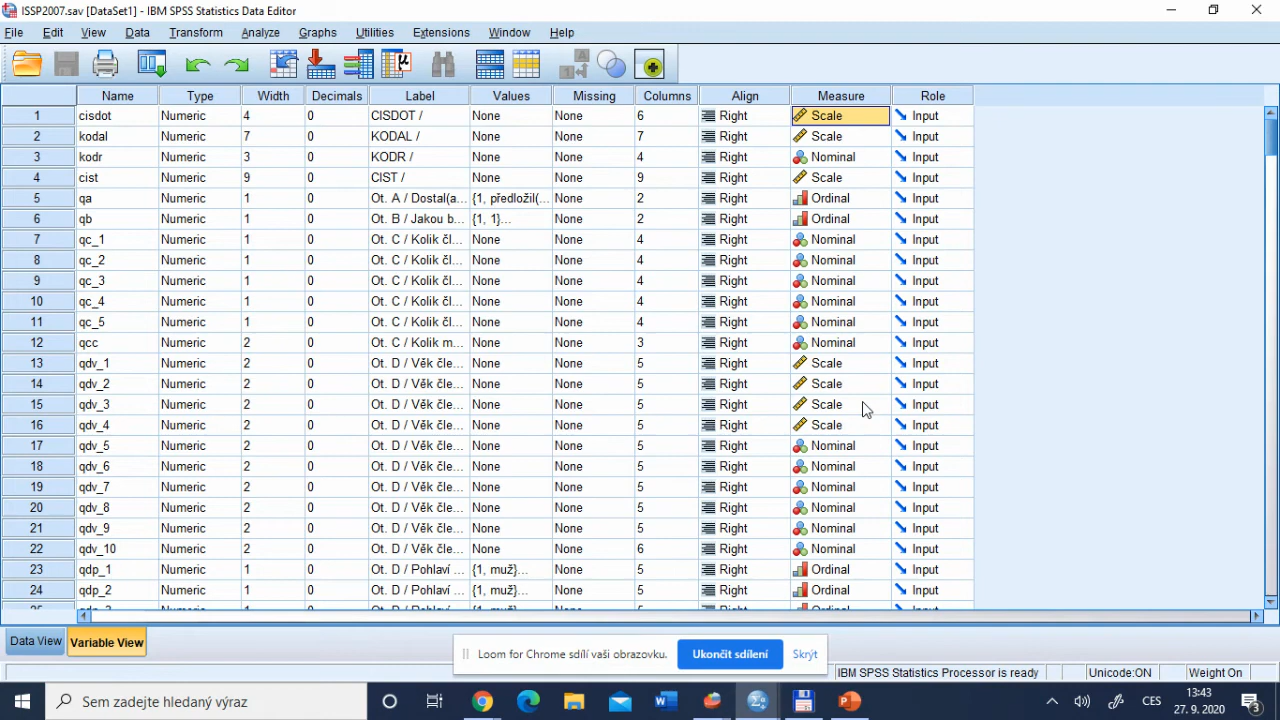 ISSP2007.sav [DataSet1] - IBM SPSS Statistics Data Editor
File Edit View Data Transform Analyze Graphs Utilities Extensions Window Help
Name Type Width Decimals Label Values Missing Columns Align Measure Role
1 cisdot Numeric 4 0 CISDOT / None None 6 Right Scale Input
2 kodal Numeric 7 0 KODAL / None None 7 Right Scale Input
3 kodr Numeric 3 0 KODR / None None 4 Right Nominal Input
4 cist Numeric 9 0 CIST / None None 9 Right Scale Input
5 qa Numeric 1 0 Ot. A / Dostal(a... {1, předložil(... None 2 Right Ordinal Input
6 qb Numeric 1 0 Ot. B / Jakou b... {1, 1}... None 2 Right Ordinal Input
7 qc_1 Numeric 1 0 Ot. C / Kolik čl... None None 4 Right Nominal Input
8 qc_2 Numeric 1 0 Ot. C / Kolik čl... None None 4 Right Nominal Input
9 qc_3 Numeric 1 0 Ot. C / Kolik čl... None None 4 Right Nominal Input
10 qc_4 Numeric 1 0 Ot. C / Kolik čl... None None 4 Right Nominal Input
11 qc_5 Numeric 1 0 Ot. C / Kolik čl... None None 4 Right Nominal Input
12 qcc Numeric 2 0 Ot. C / Kolik m... None None 3 Right Nominal Input
13 qdv_1 Numeric 2 0 Ot. D / Věk čle... None None 5 Right Scale Input
14 qdv_2 Numeric 2 0 Ot. D / Věk čle... None None 5 Right Scale Input
15 qdv_3 Numeric 2 0 Ot. D / Věk čle... None None 5 Right Scale Input
16 qdv_4 Numeric 2 0 Ot. D / Věk čle... None None 5 Right Scale Input
17 qdv_5 Numeric 2 0 Ot. D / Věk čle... None None 5 Right Nominal Input
18 qdv_6 Numeric 2 0 Ot. D / Věk čle... None None 5 Right Nominal Input
19 qdv_7 Numeric 2 0 Ot. D / Věk čle... None None 5 Right Nominal Input
20 qdv_8 Numeric 2 0 Ot. D / Věk čle... None None 5 Right Nominal Input
21 qdv_9 Numeric 2 0 Ot. D / Věk čle... None None 5 Right Nominal Input
22 qdv_10 Numeric 2 0 Ot. D / Věk čle... None None 6 Right Nominal Input
23 qdp_1 Numeric 1 0 Ot. D / Pohlaví ... {1, muž}... None 5 Right Ordinal Input
24 qdp_2 Numeric 1 0 Ot. D / Pohlaví ... {1, muž}... None 5 Right Ordinal Input
Data View Variable View
Loom for Chrome sdílí vaši obrazovku. Ukončit sdílení Skrýt
IBM SPSS Statistics Processor is ready Unicode:ON Weight On
Sem zadejte hledaný výraz
CES
13:43
27. 9. 2020
3